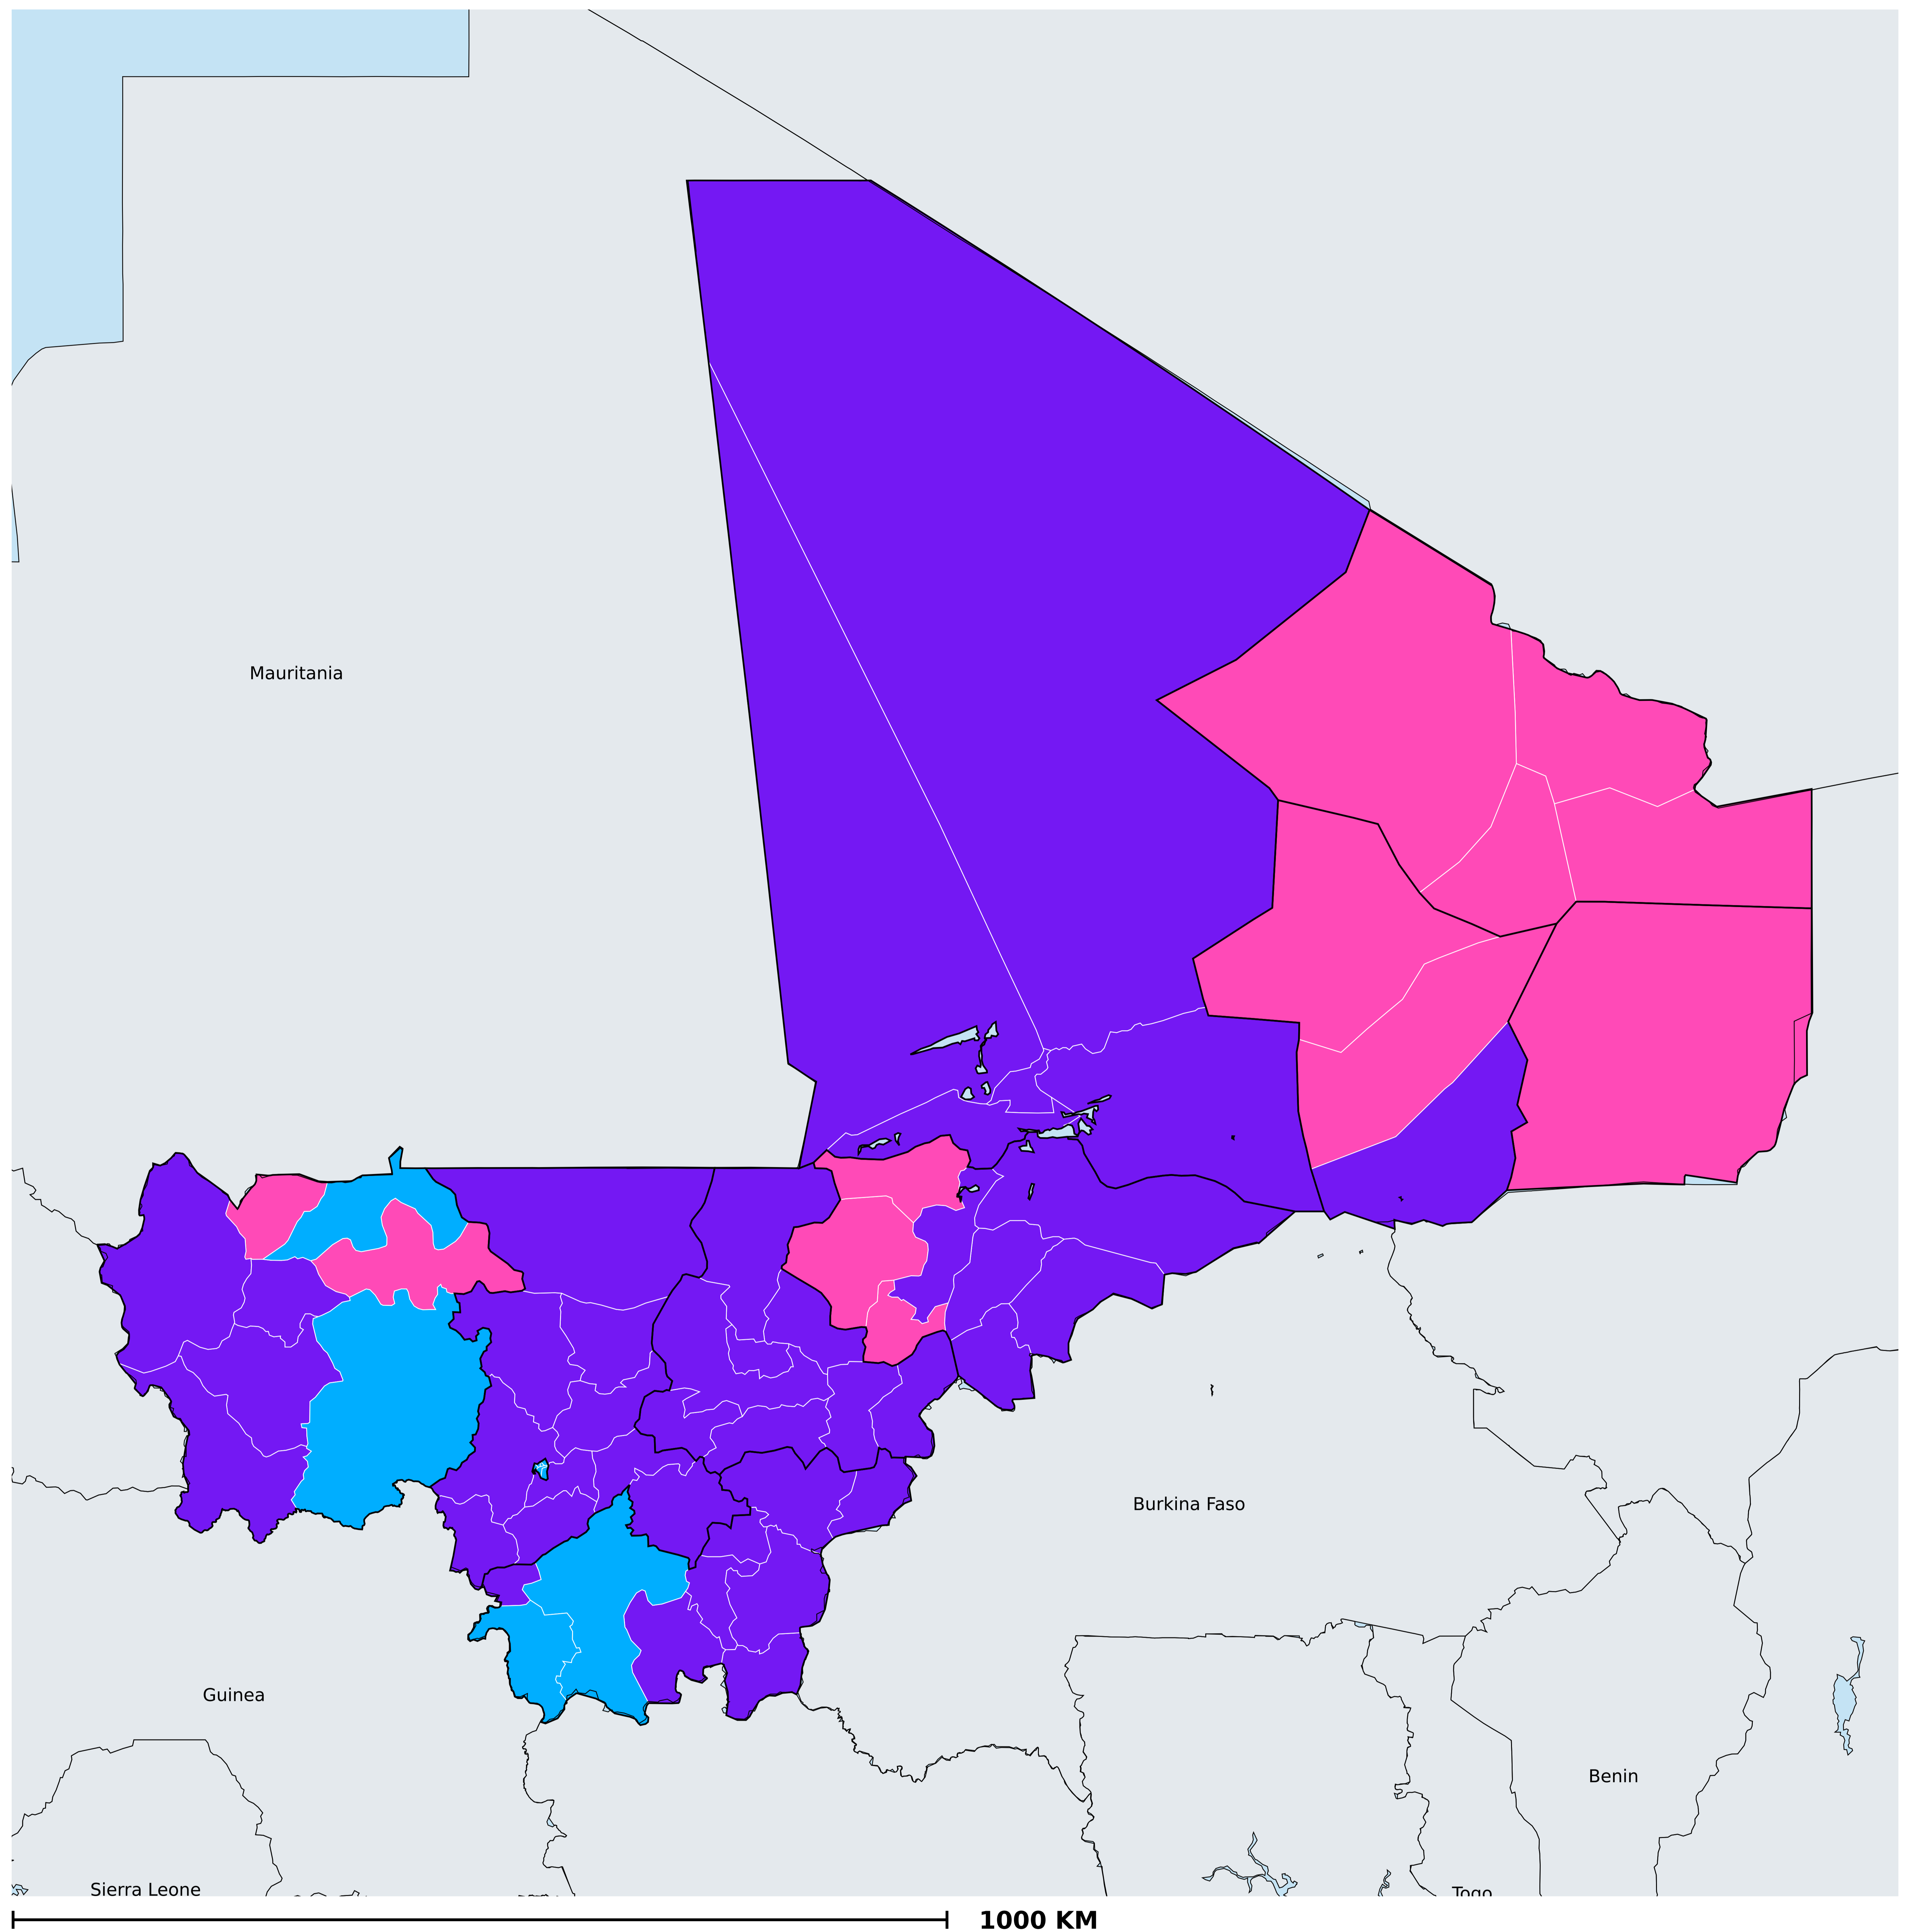 Mauritania
Burkina Faso
Guinea
Benin
Sierra Leone
Togo
1000 KM